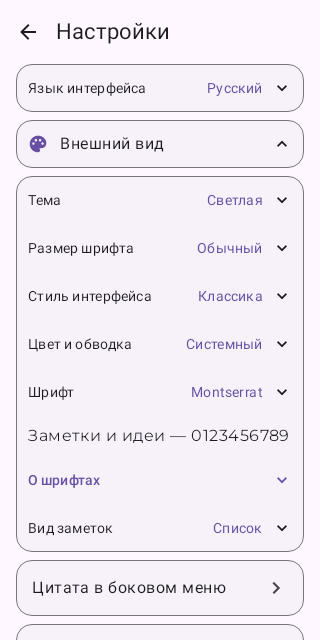 Настройки
Язык интерфейса Русский
Внешний вид
Тема Светлая
Размер шрифта Обычный
Стиль интерфейса Классика
Цвет и обводка Системный
Шрифт Montserrat
Заметки и идеи — 0123456789
О шрифтах
Вид заметок Список
Цитата в боковом меню